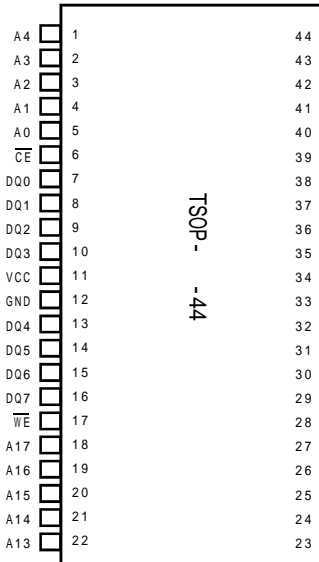 A4 1 44
A3 2 43
A2 3 42
A1 4 41
A0 5 40
C̅E̅ 6 39
DQ0 7 38
DQ1 8 37
DQ2 9 36
DQ3 10 35
VCC 11 34
GND 12 33
DQ4 13 32
DQ5 14 31
DQ6 15 30
DQ7 16 29
W̅E̅ 17 28
A17 18 27
A16 19 26
A15 20 25
A14 21 24
A13 22 23
TSOP- -44